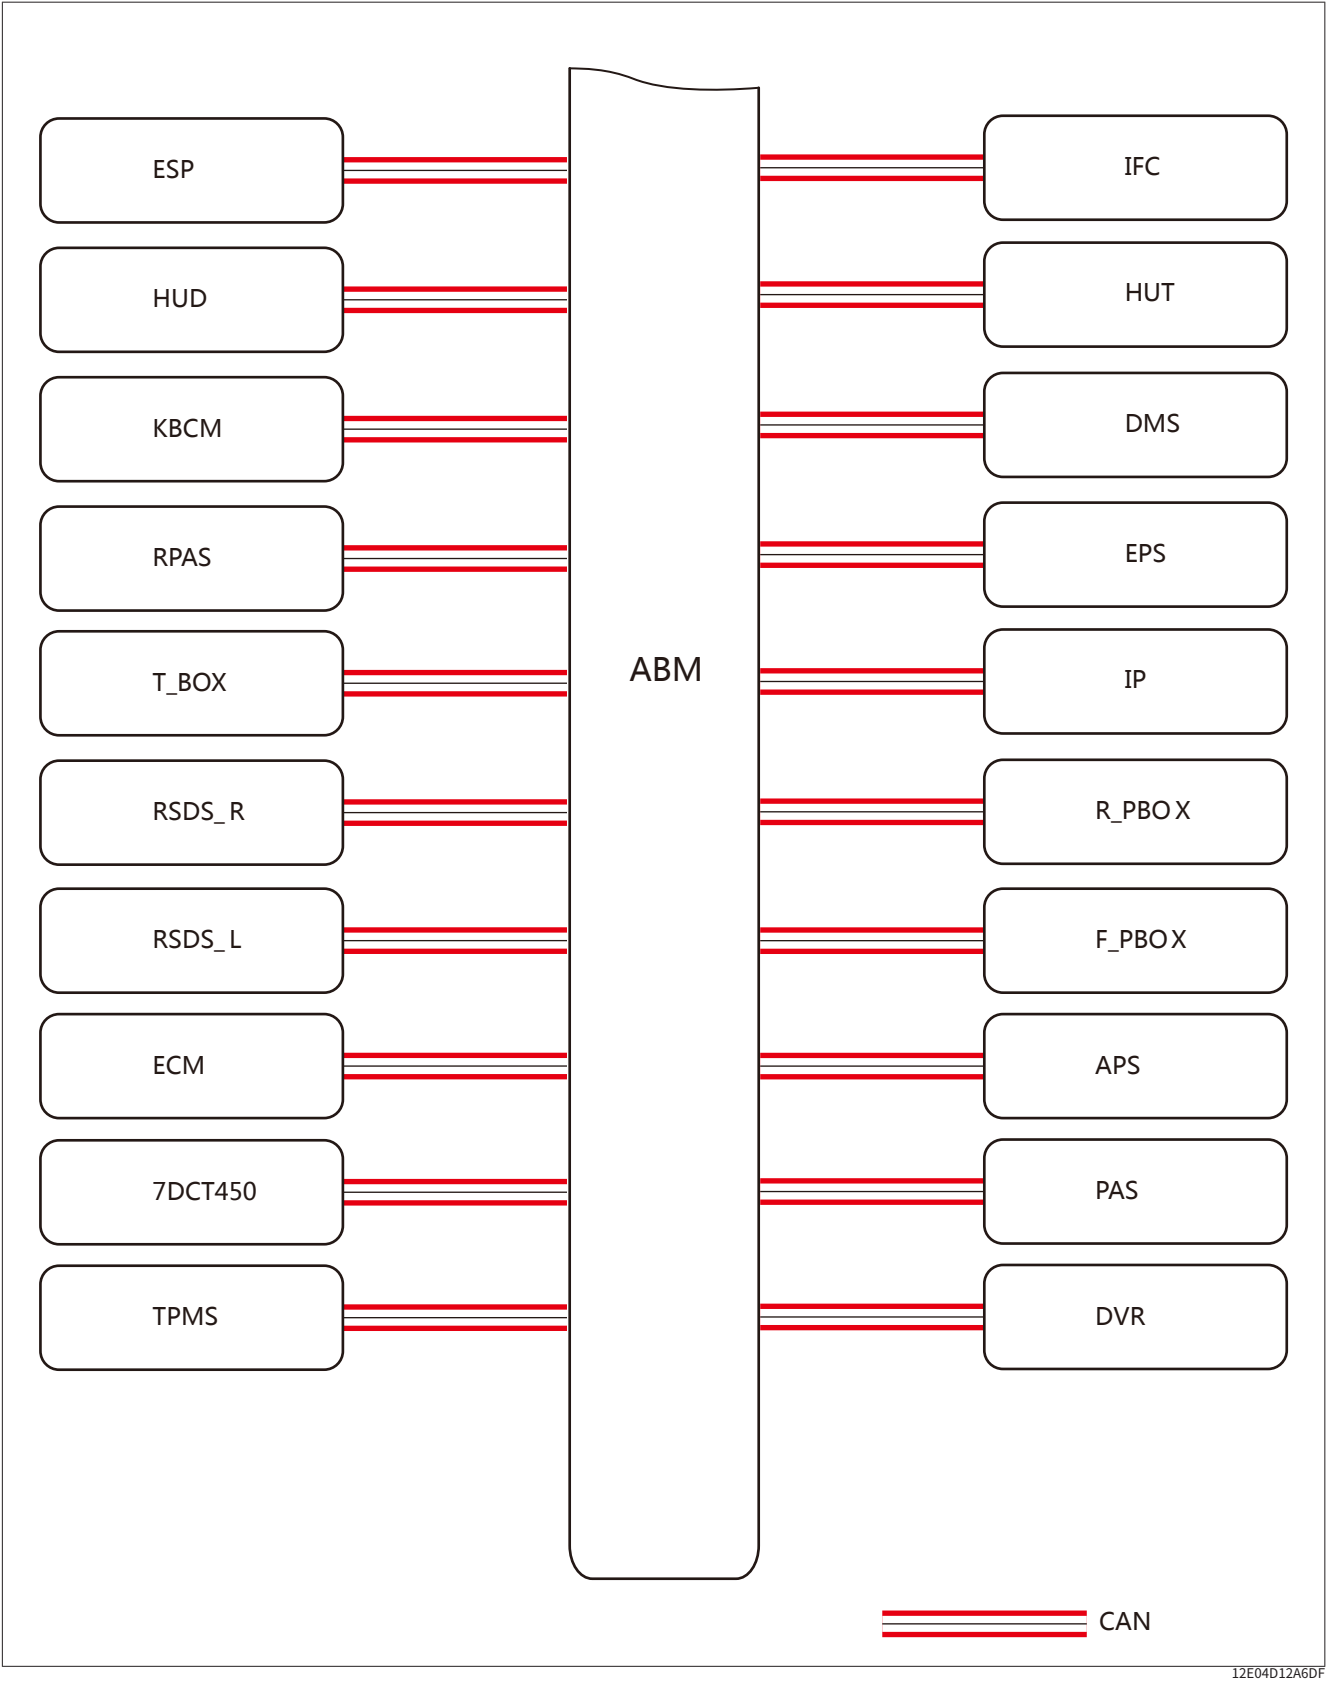 ESP
IFC
HUD
HUT
KBCM
DMS
RPAS
EPS
ABM
T_BOX
IP
RSDS_R
R_PBOX
RSDS_L
F_PBOX
ECM
APS
7DCT450
PAS
TPMS
DVR
CAN
12E04D12A6DF